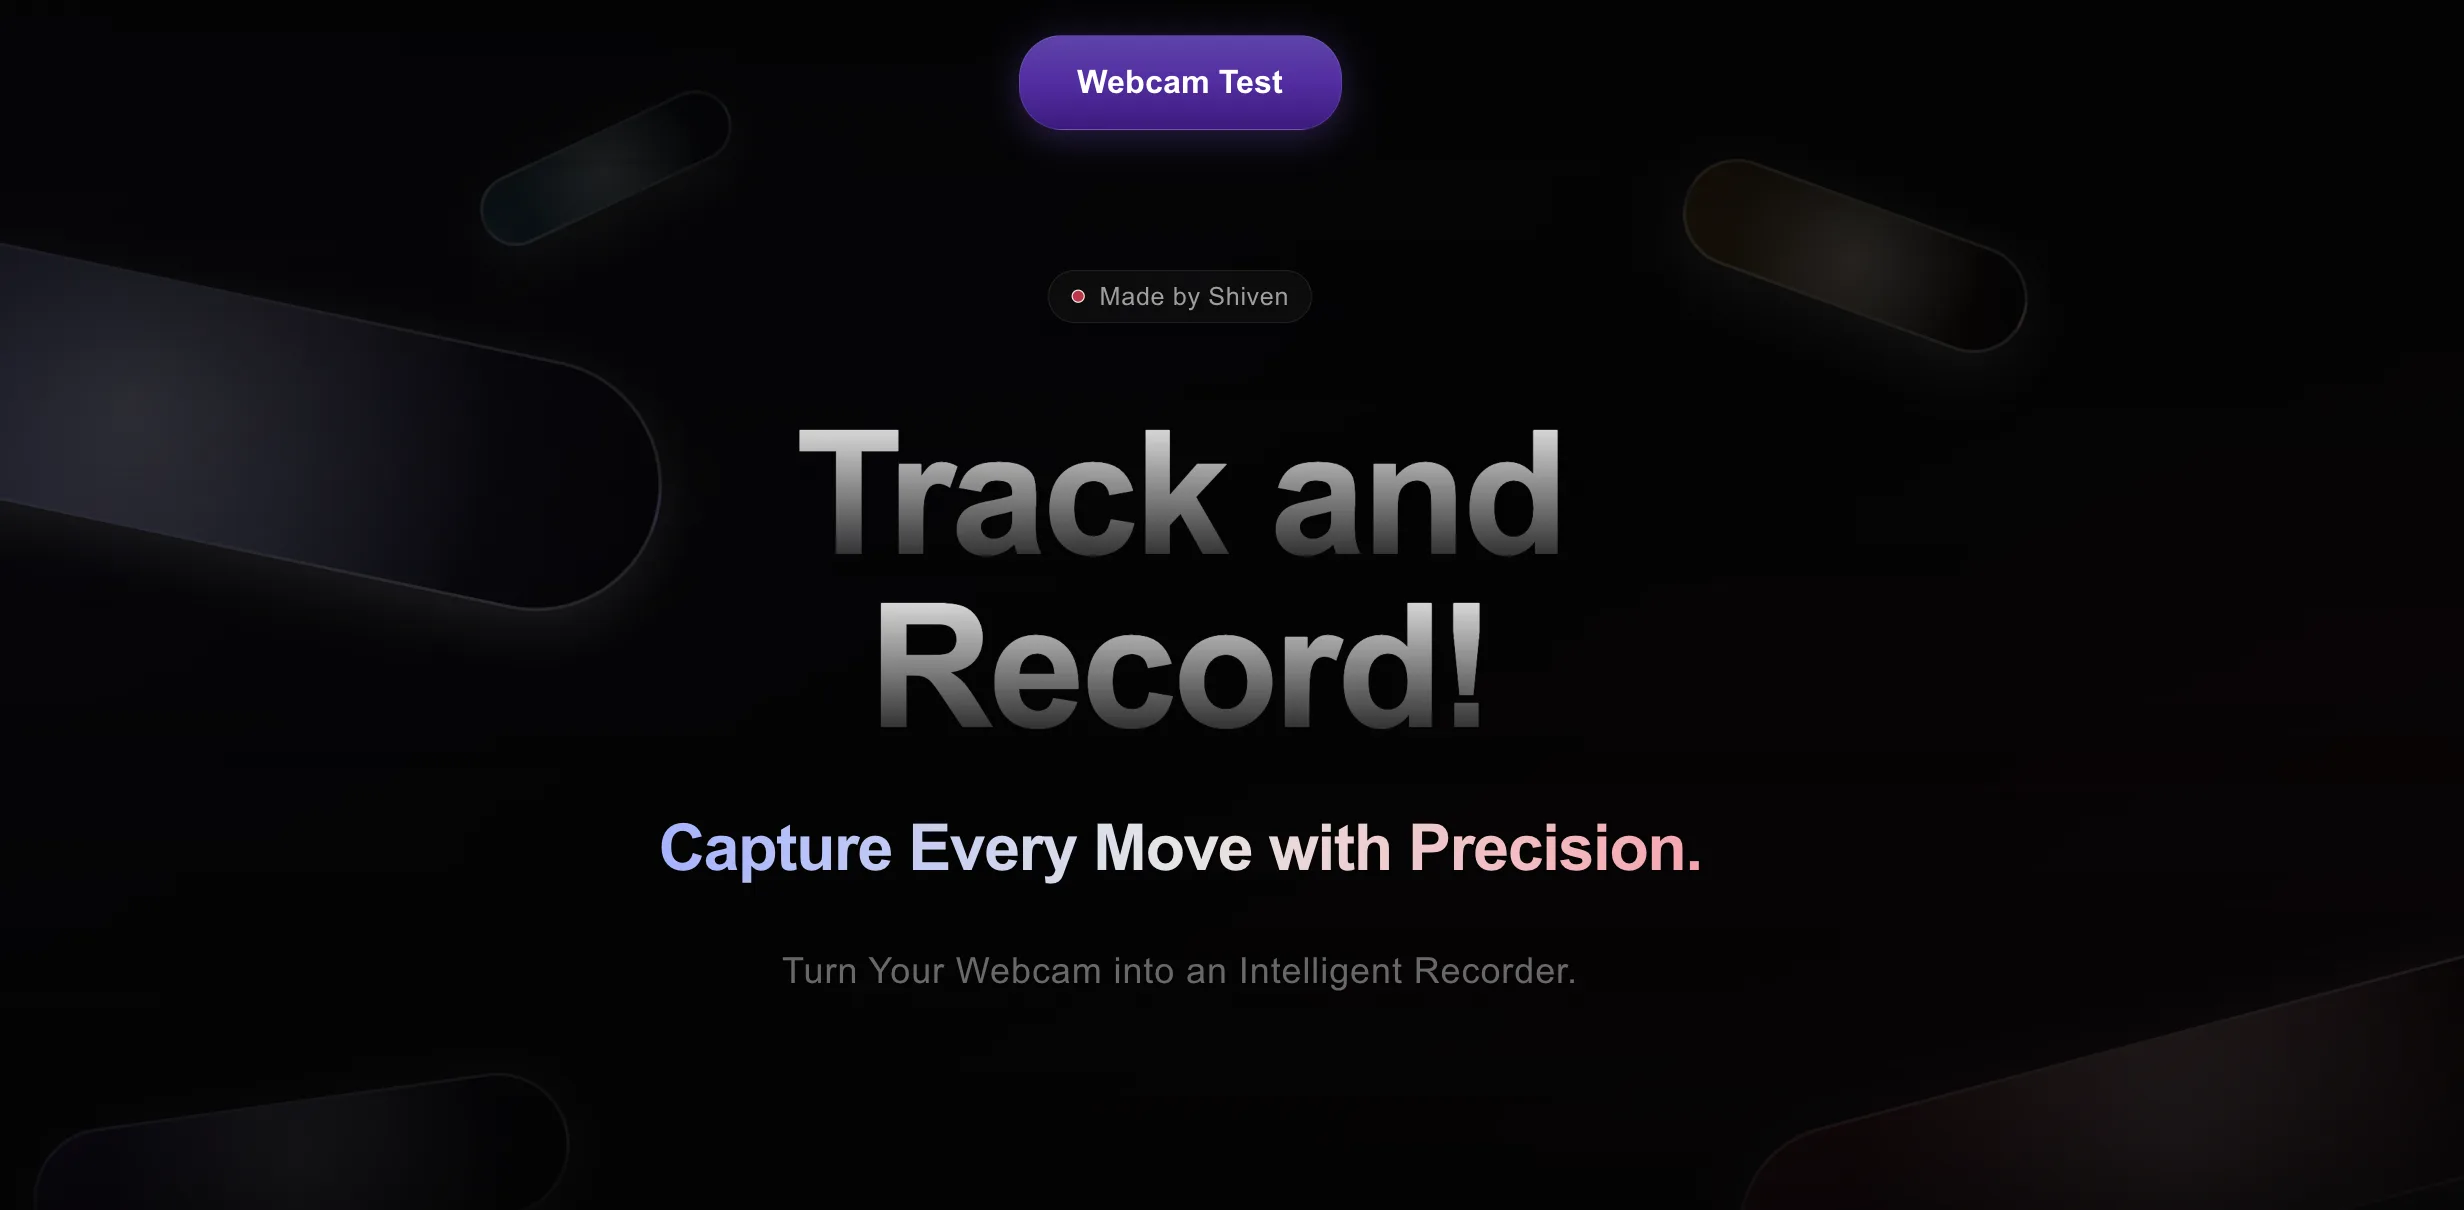 Webcam Test
Made by Shiven
Track and
Record!
Capture Every Move with Precision.
Turn Your Webcam into an Intelligent Recorder.